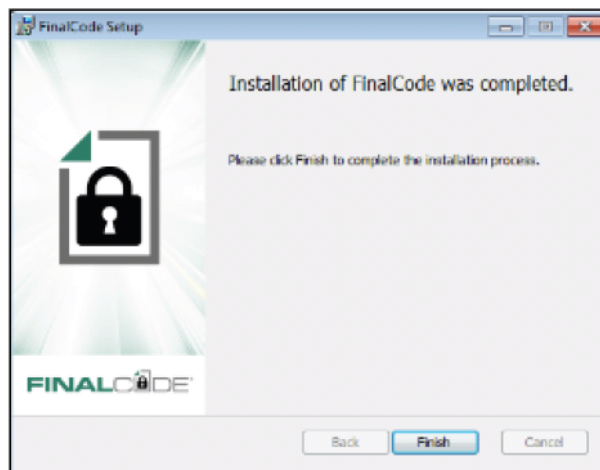 FinalCode Setup
Installation of FinalCode was completed.
Please click Finish to complete the installation process.
FINALCODE
Back
Finish
Cancel